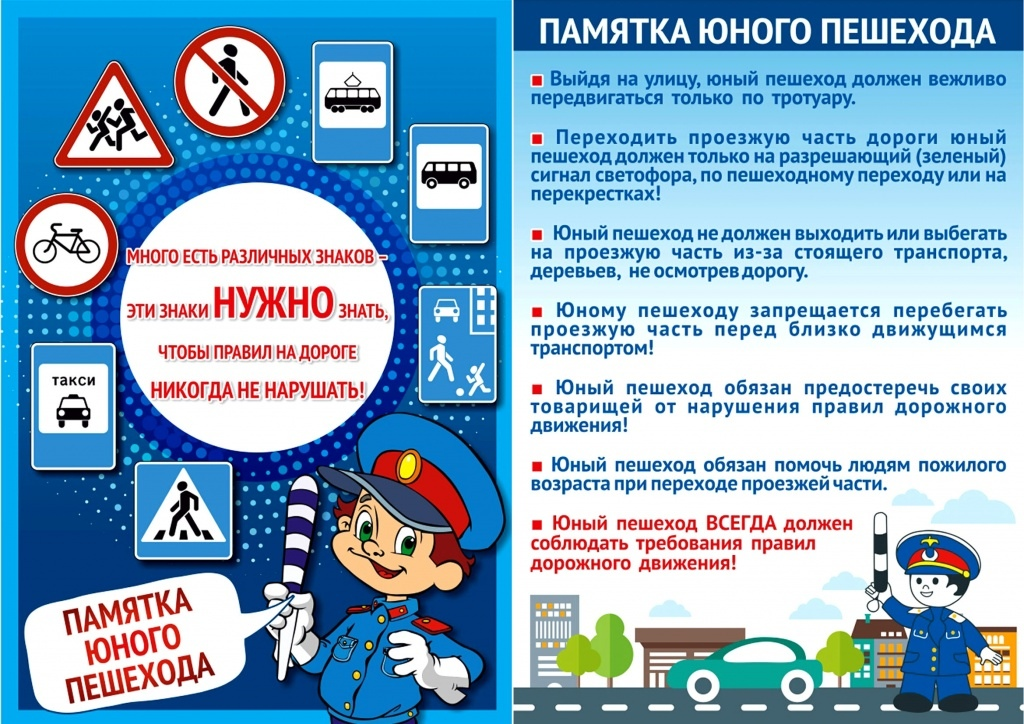 МНОГО ЕСТЬ РАЗЛИЧНЫХ ЗНАКОВ –
ЭТИ ЗНАКИ НУЖНО ЗНАТЬ,
ЧТОБЫ ПРАВИЛ НА ДОРОГЕ
НИКОГДА НЕ НАРУШАТЬ!
такси
ПАМЯТКА
ЮНОГО
ПЕШЕХОДА
ПАМЯТКА ЮНОГО ПЕШЕХОДА
Выйдя на улицу, юный пешеход должен вежливо
передвигаться только по тротуару.
Переходить проезжую часть дороги юный
пешеход должен только на разрешающий (зеленый)
сигнал светофора, по пешеходному переходу или на
перекрестках!
Юный пешеход не должен выходить или выбегать
на проезжую часть из-за стоящего транспорта,
деревьев, не осмотрев дорогу.
Юному пешеходу запрещается перебегать
проезжую часть перед близко движущимся
транспортом!
Юный пешеход обязан предостеречь своих
товарищей от нарушения правил дорожного
движения!
Юный пешеход обязан помочь людям пожилого
возраста при переходе проезжей части.
Юный пешеход ВСЕГДА должен
соблюдать требования правил
дорожного движения!